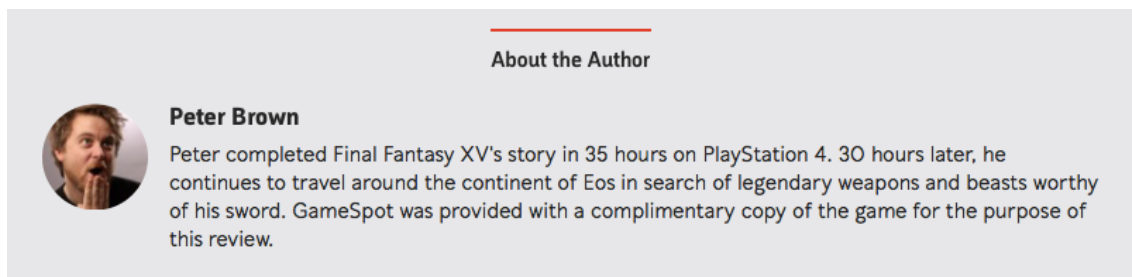 About the Author
Peter Brown
Peter completed Final Fantasy XV's story in 35 hours on PlayStation 4. 30 hours later, he
continues to travel around the continent of Eos in search of legendary weapons and beasts worthy
of his sword. GameSpot was provided with a complimentary copy of the game for the purpose of
this review.